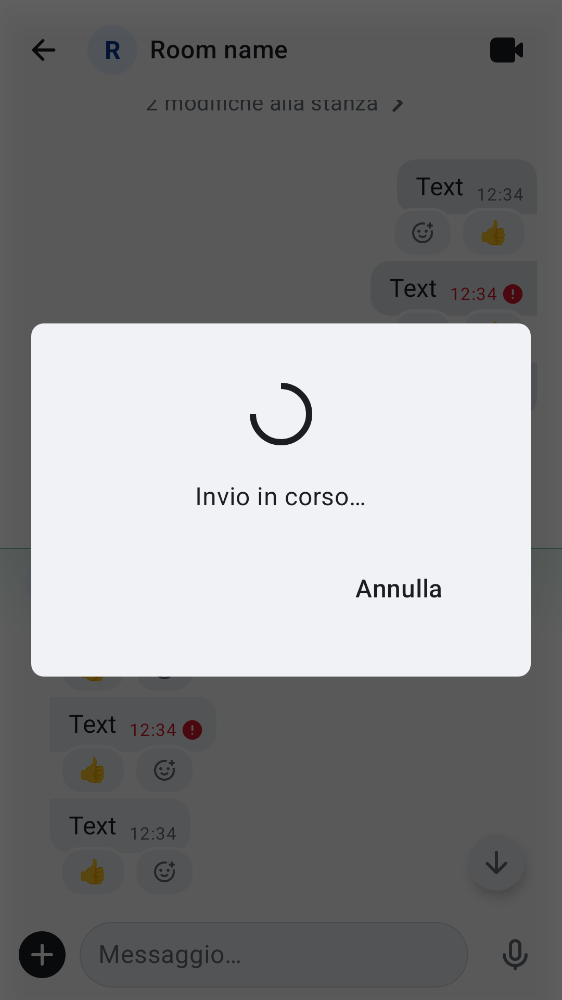 R Room name
2 modifiche alla stanza
Text 12:34
Text 12:34
Invio in corso…
Annulla
Text 12:34
Text 12:34
Messaggio…